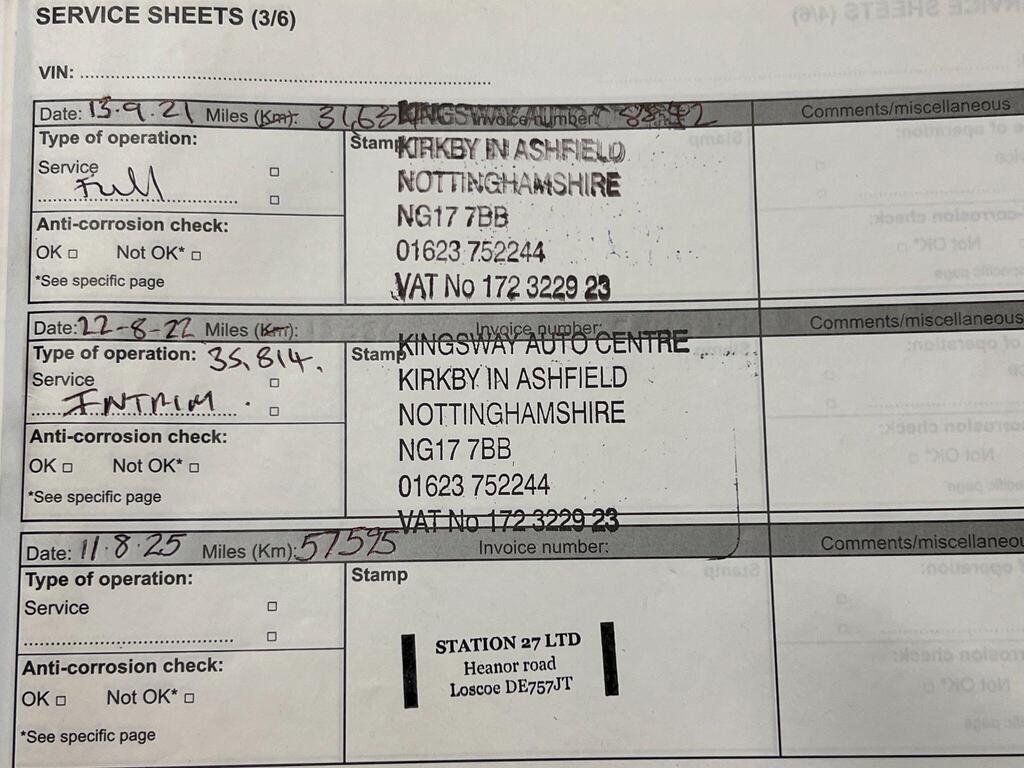 SERVICE SHEETS (3/6)
VIN:
Date: 13.9.21 Miles (Km): Invoice number: Comments/miscellaneous
KINGSWAY AUTO
Type of operation: Stamp
Service
Full
KIRKBY IN ASHFIELD
NOTTINGHAMSHIRE
NG17 7BB
01623 752244
VAT No 172 3229 23
Anti-corrosion check:
OK Not OK*
*See specific page
Date: 22-8-22 Miles (Km): Invoice number: Comments/miscellaneous
Type of operation: 35,814. Stamp
Service
INTRIM.
KINGSWAY AUTO CENTRE
KIRKBY IN ASHFIELD
NOTTINGHAMSHIRE
NG17 7BB
01623 752244
VAT No 172 3229 23
Anti-corrosion check:
OK Not OK*
*See specific page
Date: 11.8.25 Miles (Km): 57595 Invoice number: Comments/miscellaneou
Type of operation: Stamp
Service
STATION 27 LTD
Heanor road
Loscoe DE757JT
Anti-corrosion check:
OK Not OK*
*See specific page